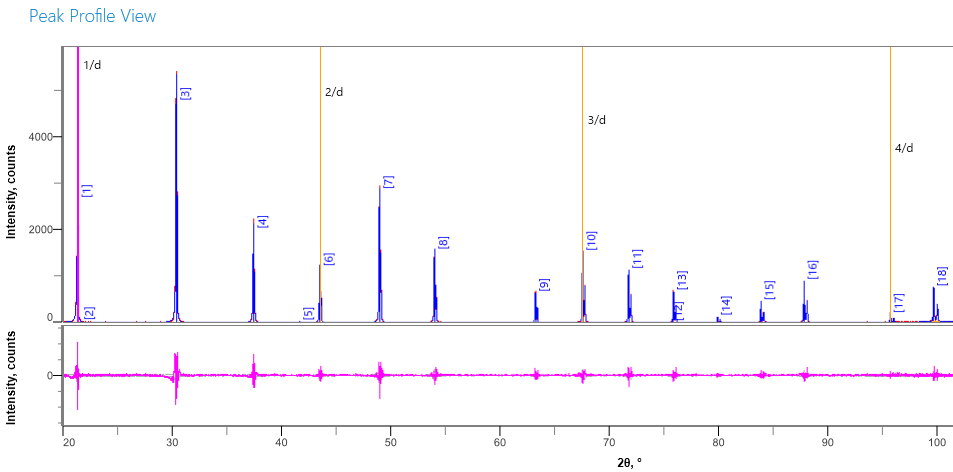 Peak Profile View
1/d
2/d
3/d
4/d
[1]
[2]
[3]
[4]
[5]
[6]
[7]
[8]
[9]
[10]
[11]
[12]
[13]
[14]
[15]
[16]
[17]
[18]
Intensity, counts
4000
2000
0
Intensity, counts
0
20 30 40 50 60 70 80 90 100
2θ, °